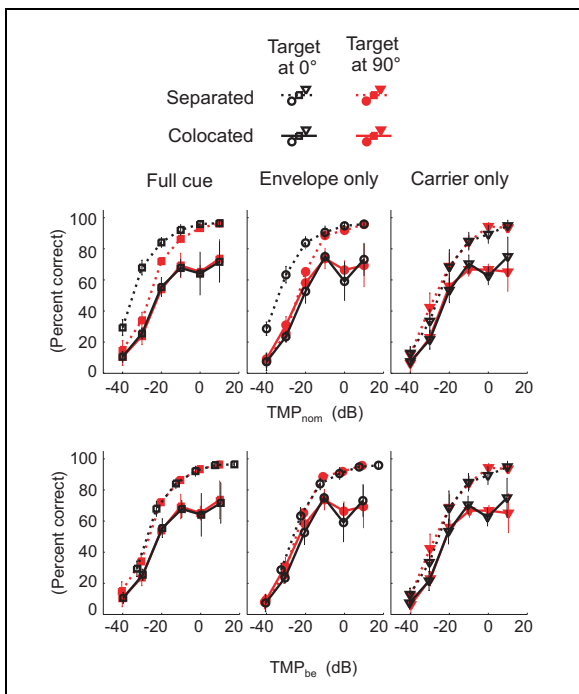 Target at 0°
Target at 90°
Separated
Colocated
Full cue
Envelope only
Carrier only
(Percent correct)
100
80
60
40
20
0
-40 -20 0 20
-40 -20 0 20
-40 -20 0 20
TMPnom (dB)
(Percent correct)
100
80
60
40
20
0
-40 -20 0 20
-40 -20 0 20
-40 -20 0 20
TMPbe (dB)